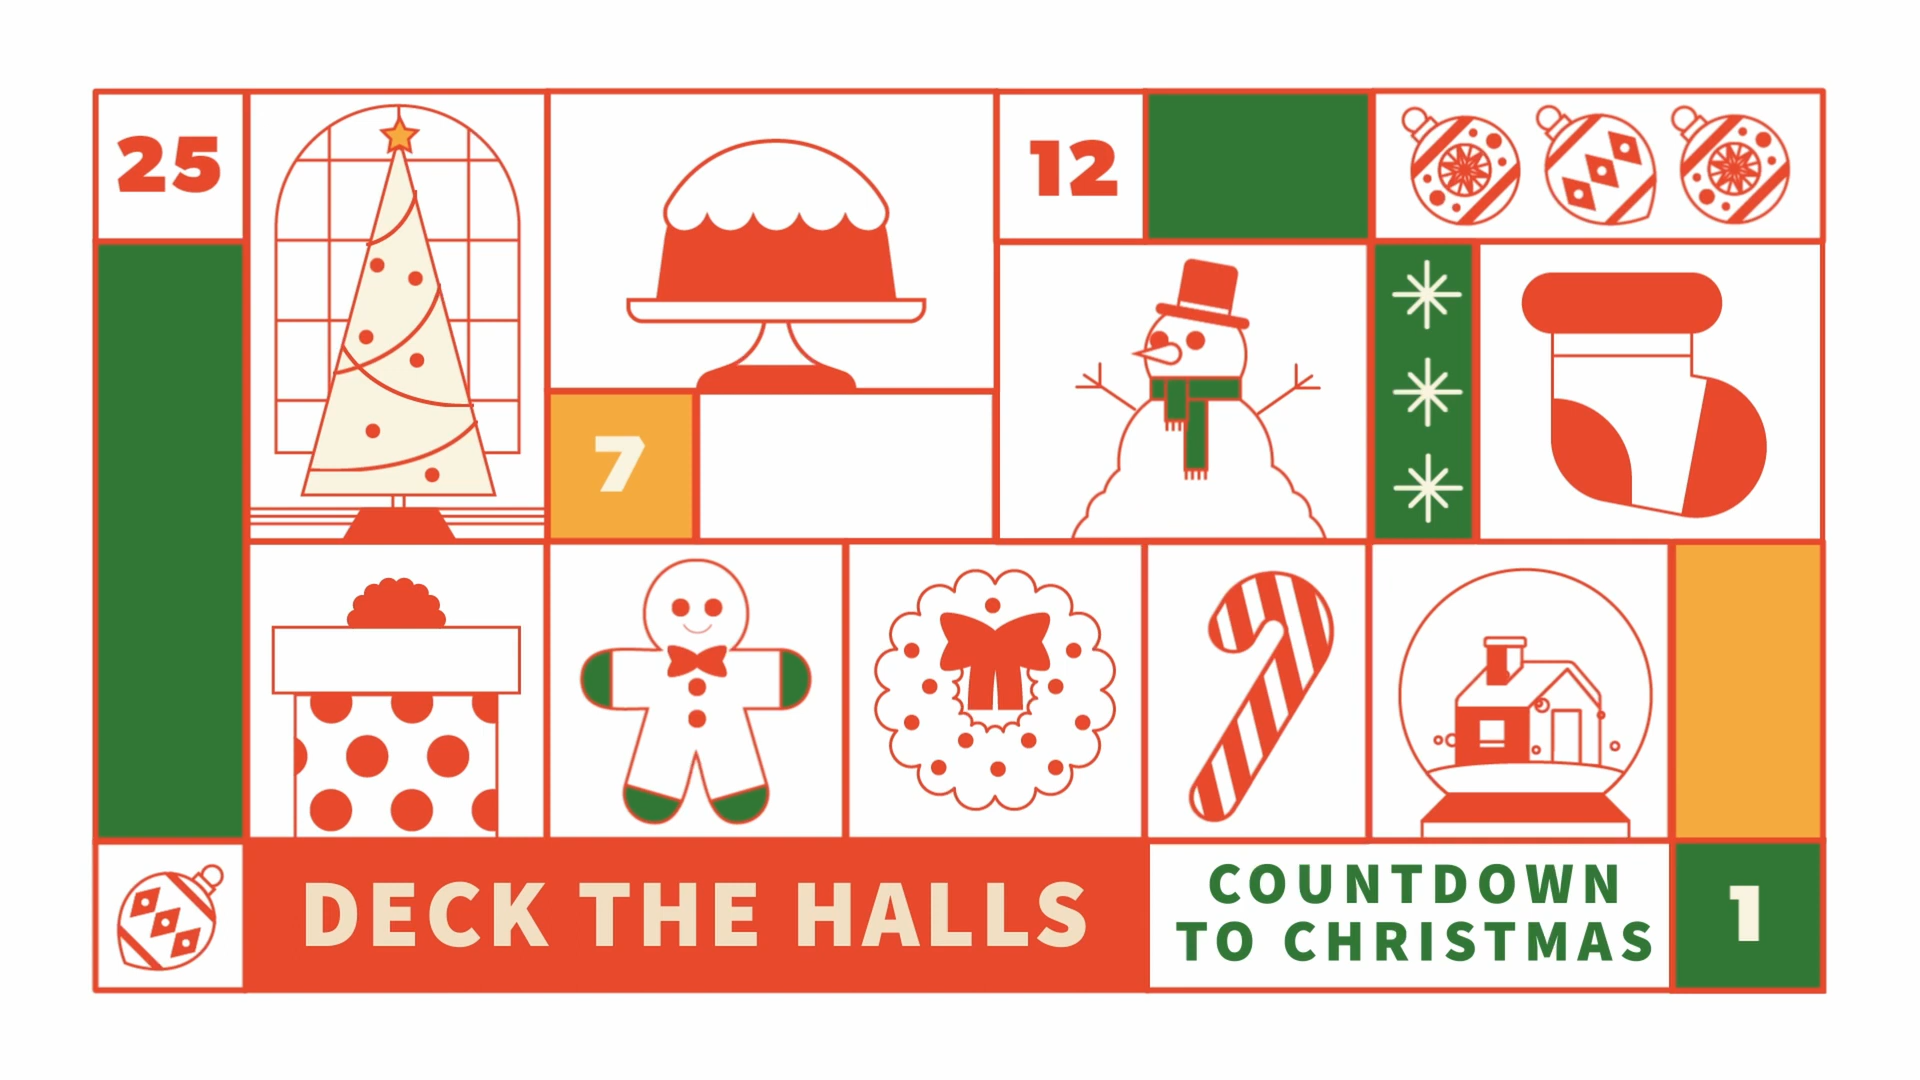 25
12
7
DECK THE HALLS
COUNTDOWN
TO CHRISTMAS
1